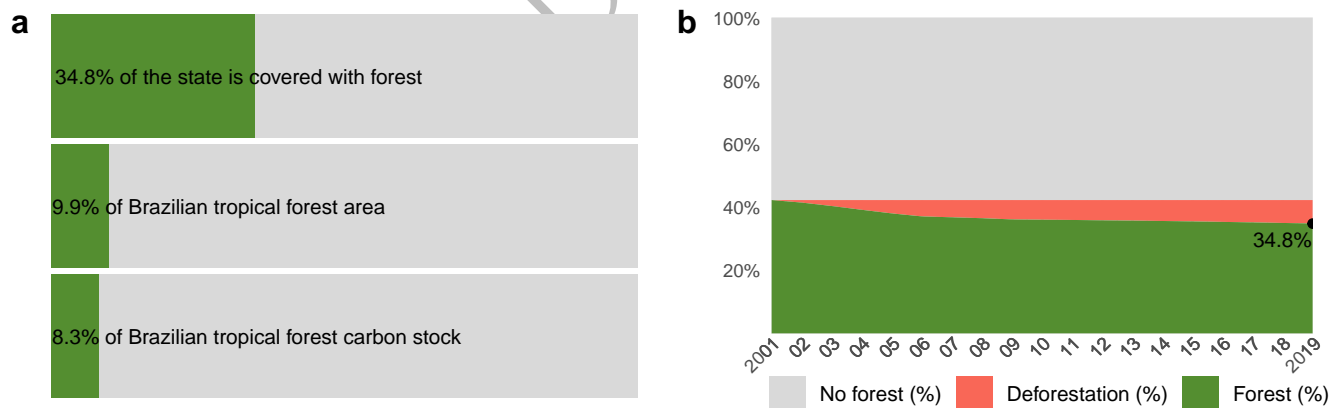 a
34.8% of the state is covered with forest
9.9% of Brazilian tropical forest area
8.3% of Brazilian tropical forest carbon stock
b
100%
80%
60%
40%
20%
34.8%
2001 02 03 04 05 06 07 08 09 10 11 12 13 14 15 16 17 18 2019
No forest (%) Deforestation (%) Forest (%)